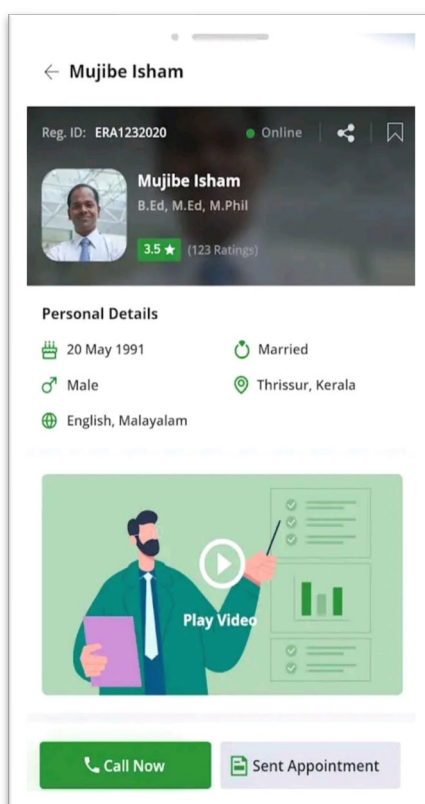 Mujibe Isham
Reg. ID: ERA1232020 Online
Mujibe Isham
B.Ed, M.Ed, M.Phil
3.5 ★ (123 Ratings)
Personal Details
20 May 1991 Married
Male Thrissur, Kerala
English, Malayalam
Play Video
Call Now Sent Appointment